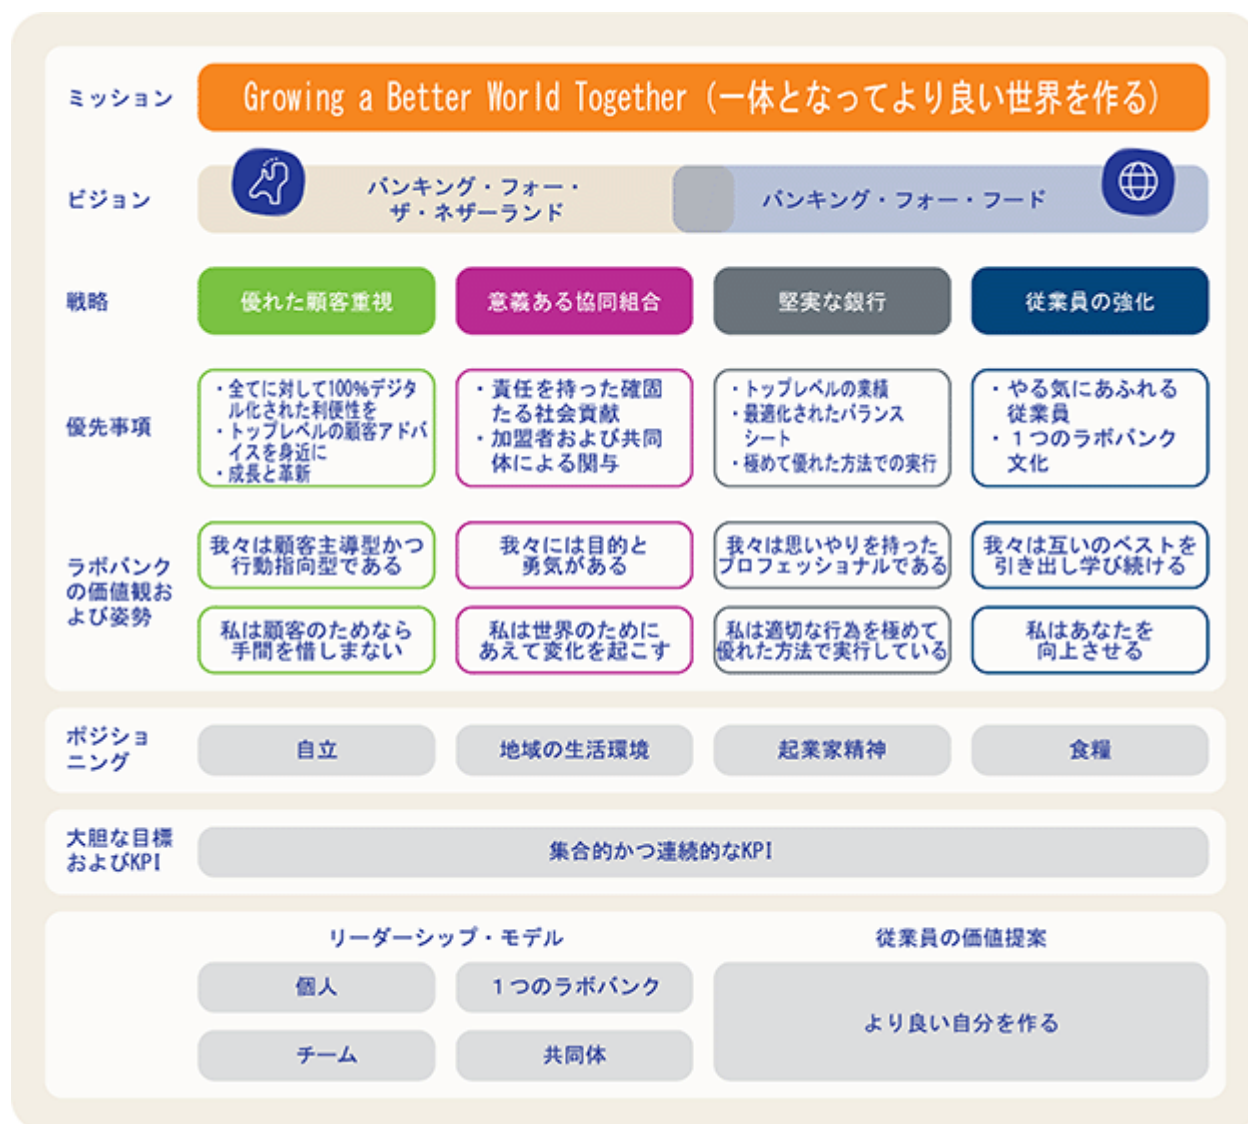 ミッション
Growing a Better World Together (一体となってより良い世界を作る)
ビジョン
バンキング・フォー・
ザ・ネザーランド
バンキング・フォー・フード
戦略
優れた顧客重視
意義ある協同組合
堅実な銀行
従業員の強化
優先事項
・全てに対して100%デジタ
ル化された利便性を
・トップレベルの顧客アドバ
イスを身近に
・成長と革新
・責任を持った確固
たる社会貢献
・加盟者および共同
体による関与
・トップレベルの業績
・最適化されたバランス
シート
・極めて優れた方法での実行
・やる気にあふれる
従業員
・１つのラボバンク
文化
ラボバンク
の価値観お
よび姿勢
我々は顧客主導型かつ
行動指向型である
我々には目的と
勇気がある
我々は思いやりを持った
プロフェッショナルである
我々は互いのベストを
引き出し学び続ける
私は顧客のためなら
手間を惜しまない
私は世界のために
あえて変化を起こす
私は適切な行為を極めて
優れた方法で実行している
私はあなたを
向上させる
ポジショ
ニング
自立
地域の生活環境
起業家精神
食糧
大胆な目標
およびKPI
集合的かつ連続的なKPI
リーダーシップ・モデル
従業員の価値提案
個人
１つのラボバンク
より良い自分を作る
チーム
共同体